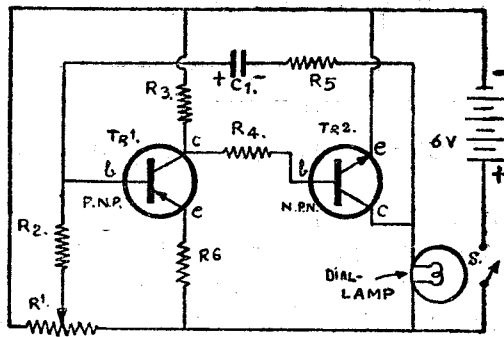 + C1. -
R5
-
R3.
TR1.
c
R4.
TR2.
e
6V
b
b
+
P.N.P.
e
N.P.N.
C
R2.
R6
S.
DIAL-
LAMP
R1.